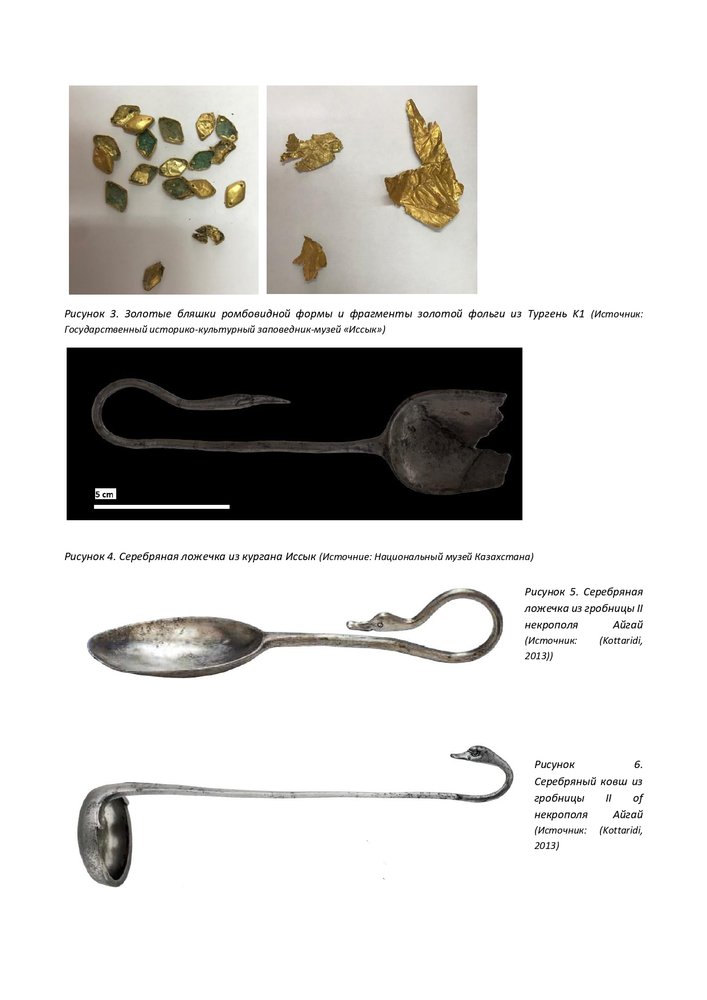 Рисунок 3. Золотые бляшки ромбовидной формы и фрагменты золотой фольги из Тургень К1 (Источник:
Государственный историко-культурный заповедник-музей «Иссык»)
5 cm
Рисунок 4. Серебряная ложечка из кургана Иссык (Источние: Национальный музей Казахстана)
Рисунок 5. Серебряная
ложечка из гробницы II
некрополя Айгай
(Источник: (Kottaridi,
2013))
Рисунок 6.
Серебряный ковш из
гробницы II of
некрополя Айгай
(Источник: (Kottaridi,
2013)